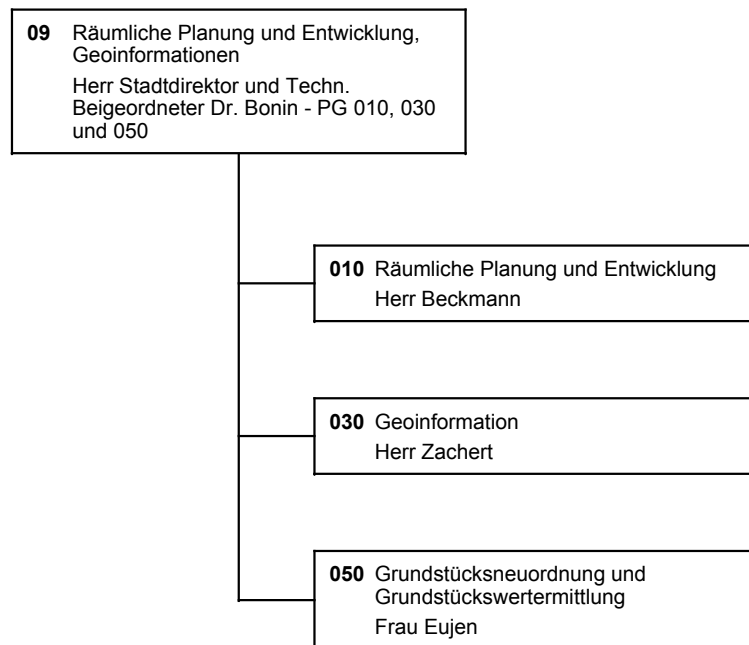 09 Räumliche Planung und Entwicklung,
Geoinformationen
Herr Stadtdirektor und Techn.
Beigeordneter Dr. Bonin - PG 010, 030
und 050
010 Räumliche Planung und Entwicklung
Herr Beckmann
030 Geoinformation
Herr Zachert
050 Grundstücksneuordnung und
Grundstückswertermittlung
Frau Eujen